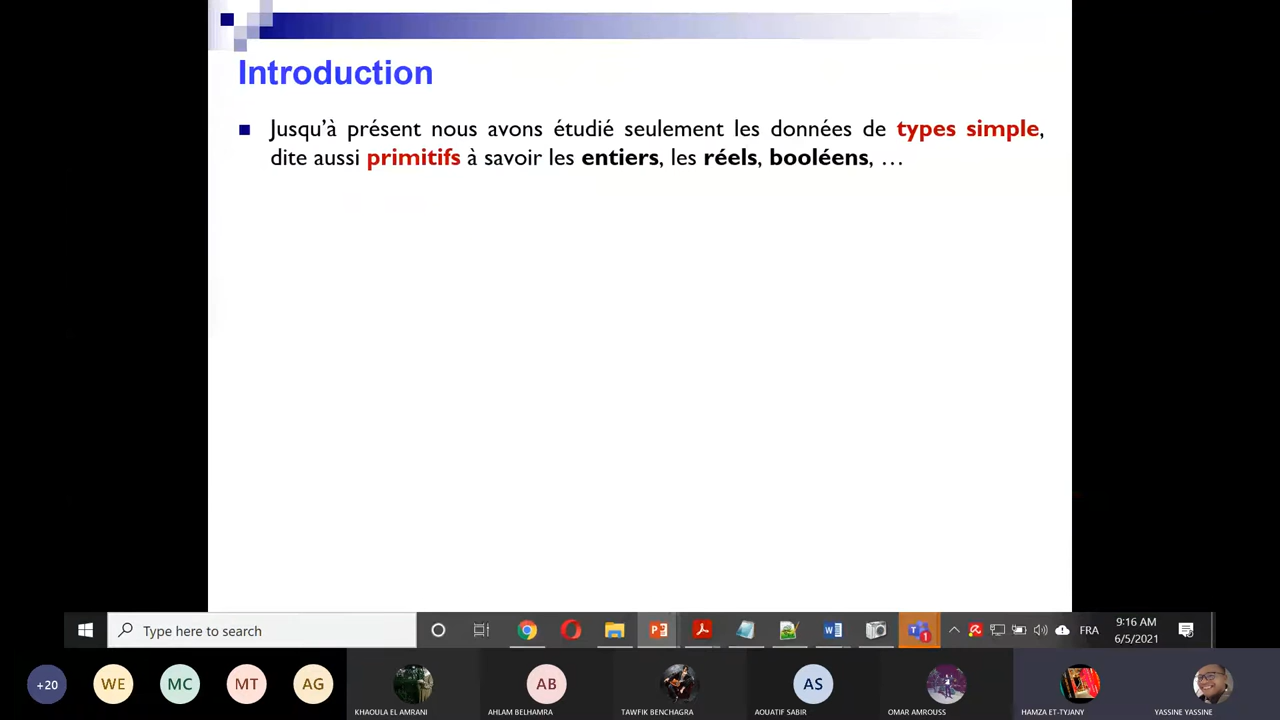 Introduction
Jusqu’à présent nous avons étudié seulement les données de types simple,
dite aussi primitifs à savoir les entiers, les réels, booléens, …
Type here to search
1
FRA
9:16 AM
6/5/2021
+20
WE
MC
MT
AG
AB
AS
KHAOULA EL AMRANI
AHLAM BELHAMRA
TAWFIK BENCHAGRA
AOUATIF SABIR
OMAR AMROUSS
HAMZA ET-TYJANY
YASSINE YASSINE